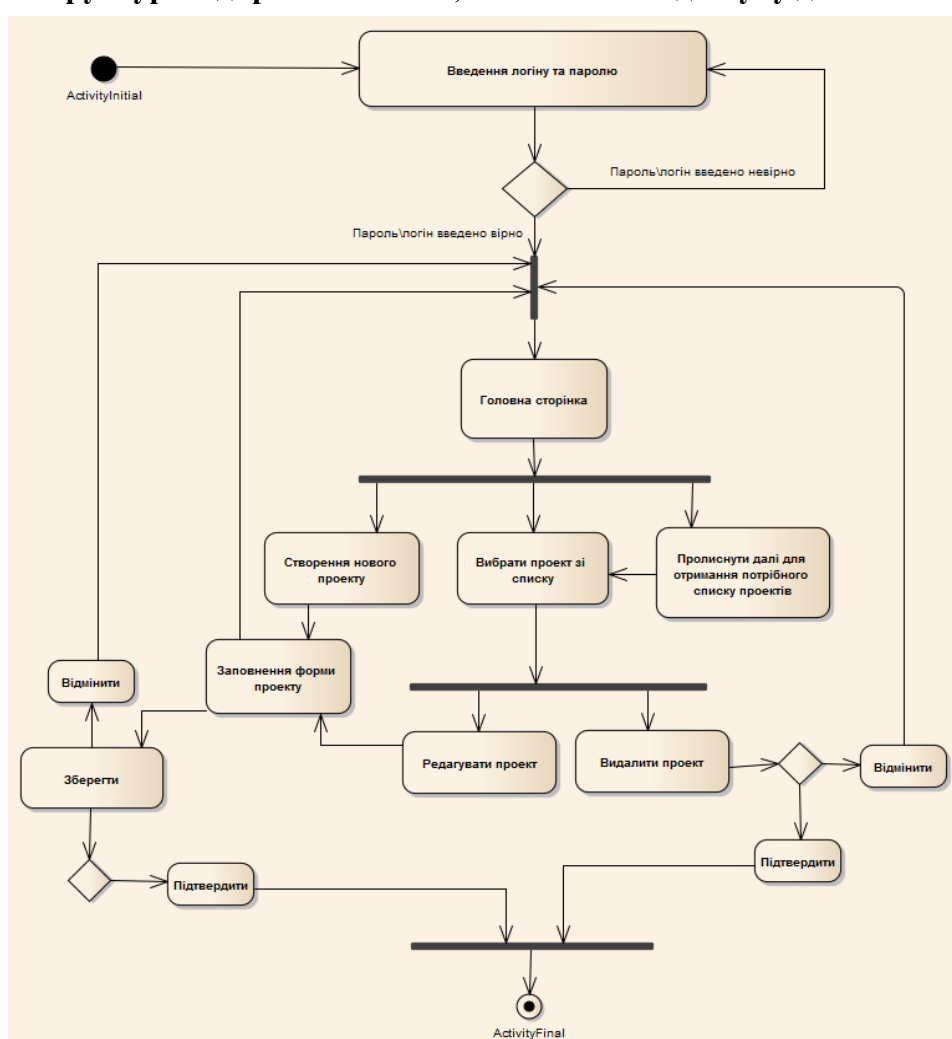 Введення логіну та паролю
ActivityInitial
Пароль\логін введено невірно
Пароль\логін введено вірно
Головна сторінка
Створення нового
проекту
Вибрати проект зі
списку
Пролиснути далі для
отримання потрібного
списку проектів
Заповнення форми
проекту
Відмінити
Редагувати проект
Видалити проект
Відмінити
Зберегти
Підтвердити
Підтвердити
ActivityFinal